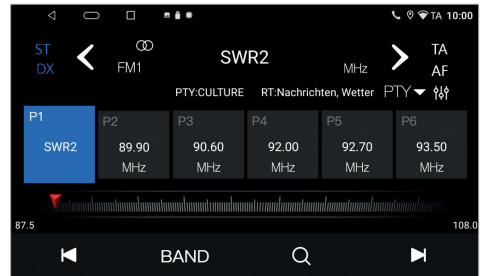 TA 10:00
ST SWR2 TA
DX FM1 MHz AF
PTY:CULTURE RT:Nachrichten, Wetter PTY
P1 P2 P3 P4 P5 P6
SWR2 89.90 90.60 92.00 92.70 93.50
MHz MHz MHz MHz MHz
87.5 108.0
BAND